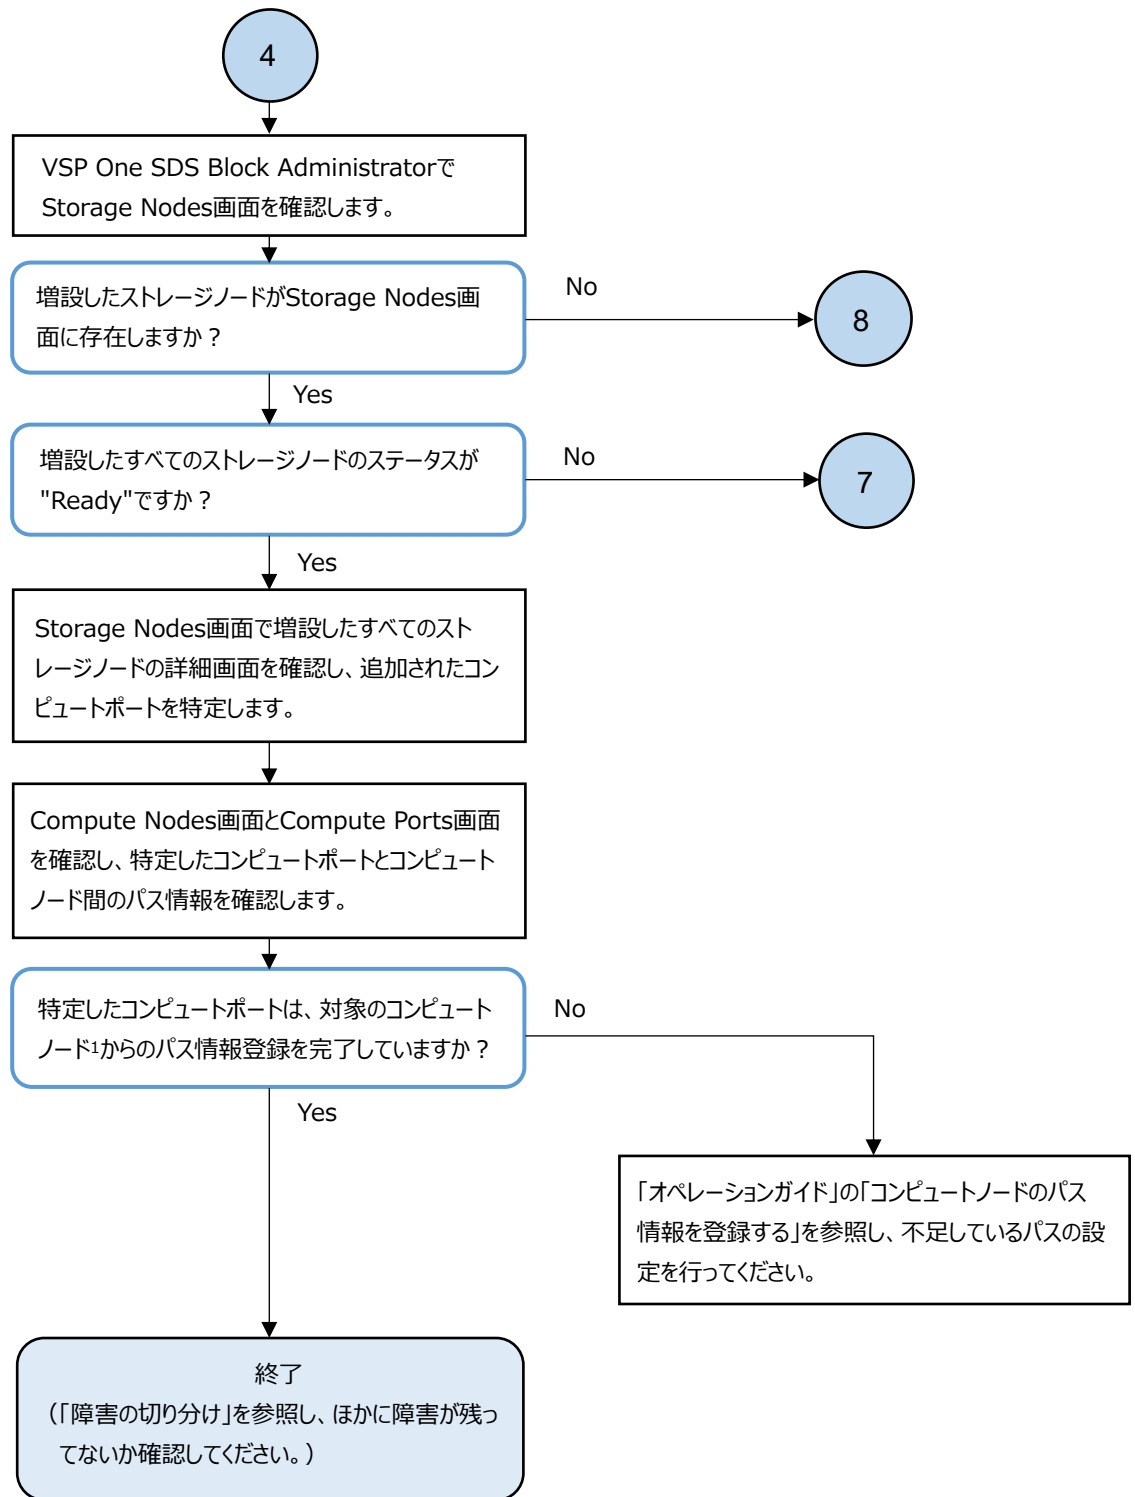 4
VSP One SDS Block Administratorで
Storage Nodes画面を確認します。
増設したストレージノードがStorage Nodes画
面に存在しますか？
No
8
Yes
増設したすべてのストレージノードのステータスが
"Ready"ですか？
No
7
Yes
Storage Nodes画面で増設したすべてのスト
レージノードの詳細画面を確認し、追加されたコン
ピュートポートを特定します。
Compute Nodes画面とCompute Ports画面
を確認し、特定したコンピュートポートとコンピュート
ノード間のパス情報を確認します。
特定したコンピュートポートは、対象のコンピュート
ノード1からのパス情報登録を完了していますか？
No
Yes
「オペレーションガイド」の「コンピュートノードのパス
情報を登録する」を参照し、不足しているパスの設
定を行ってください。
終了
（「障害の切り分け」を参照し、ほかに障害が残っ
てないか確認してください。）